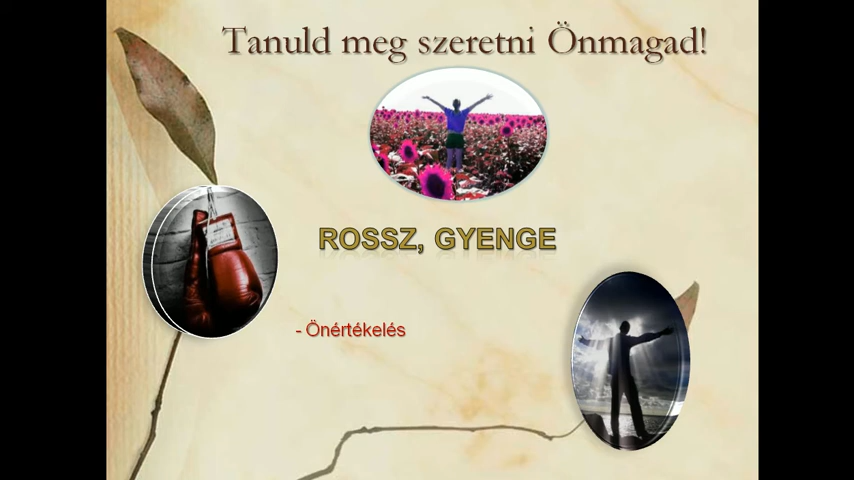 Tanuld meg szeretni Önmagad!
ROSSZ, GYENGE
- Önértékelés